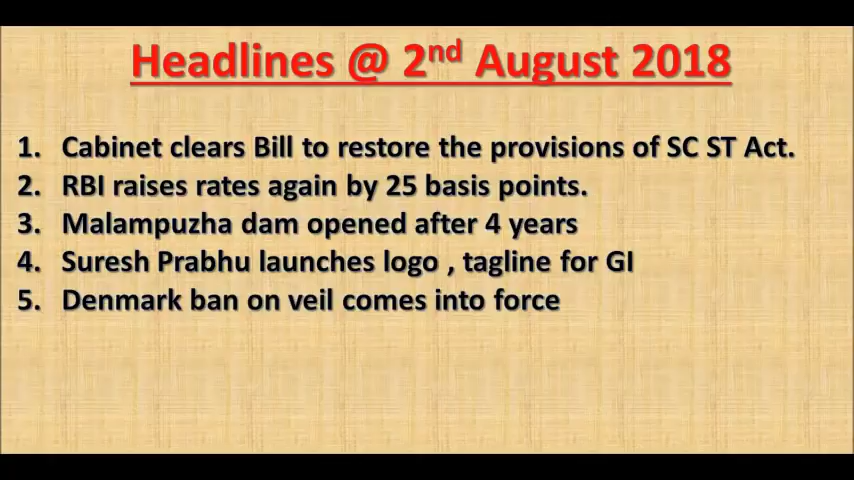 Headlines @ 2nd August 2018
1. Cabinet clears Bill to restore the provisions of SC ST Act.
2. RBI raises rates again by 25 basis points.
3. Malampuzha dam opened after 4 years
4. Suresh Prabhu launches logo , tagline for GI
5. Denmark ban on veil comes into force